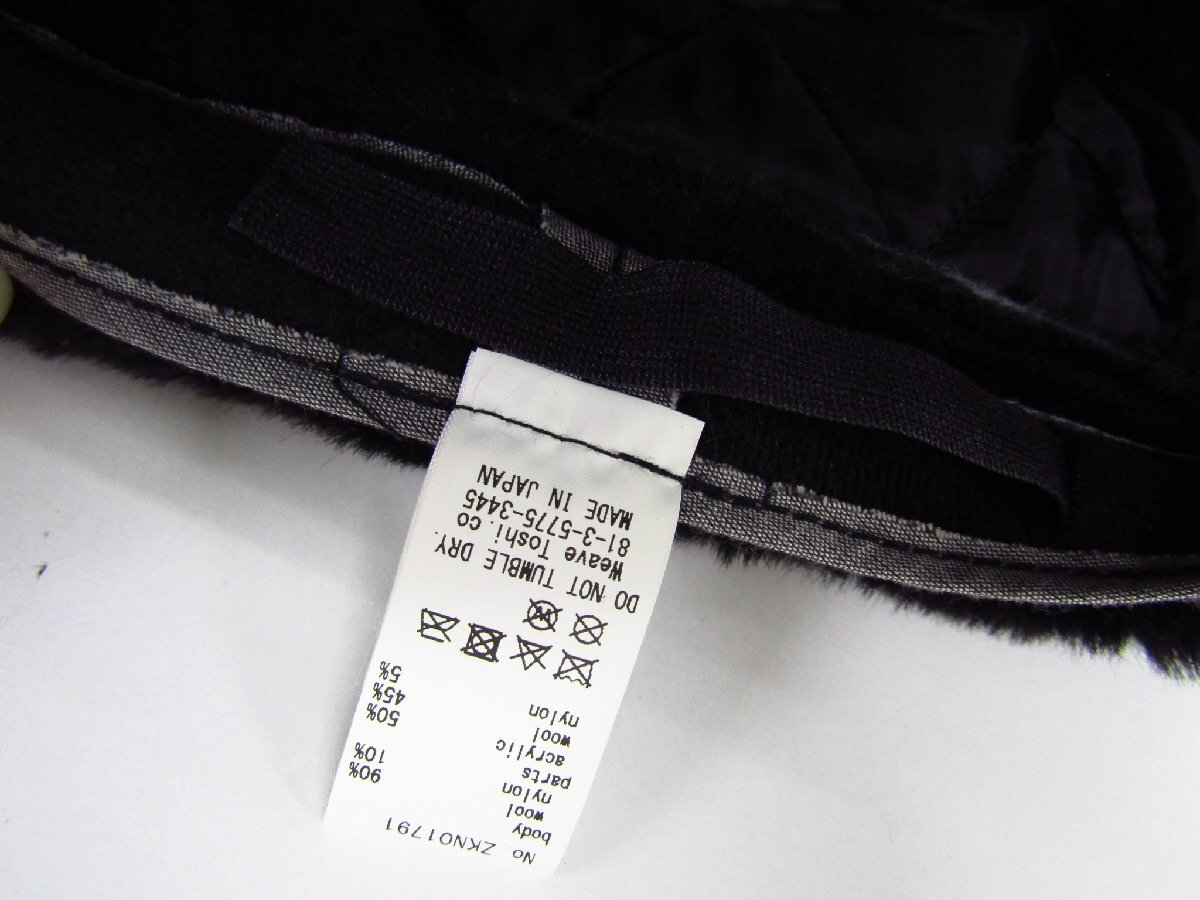 No. ZKN01791
body
wool 90%
nylon 10%
parts
acrylic 50%
wool 45%
nylon 5%
DO NOT TUMBLE DRY.
Weave Toshi.co
81-3-5775-3445
MADE IN JAPAN